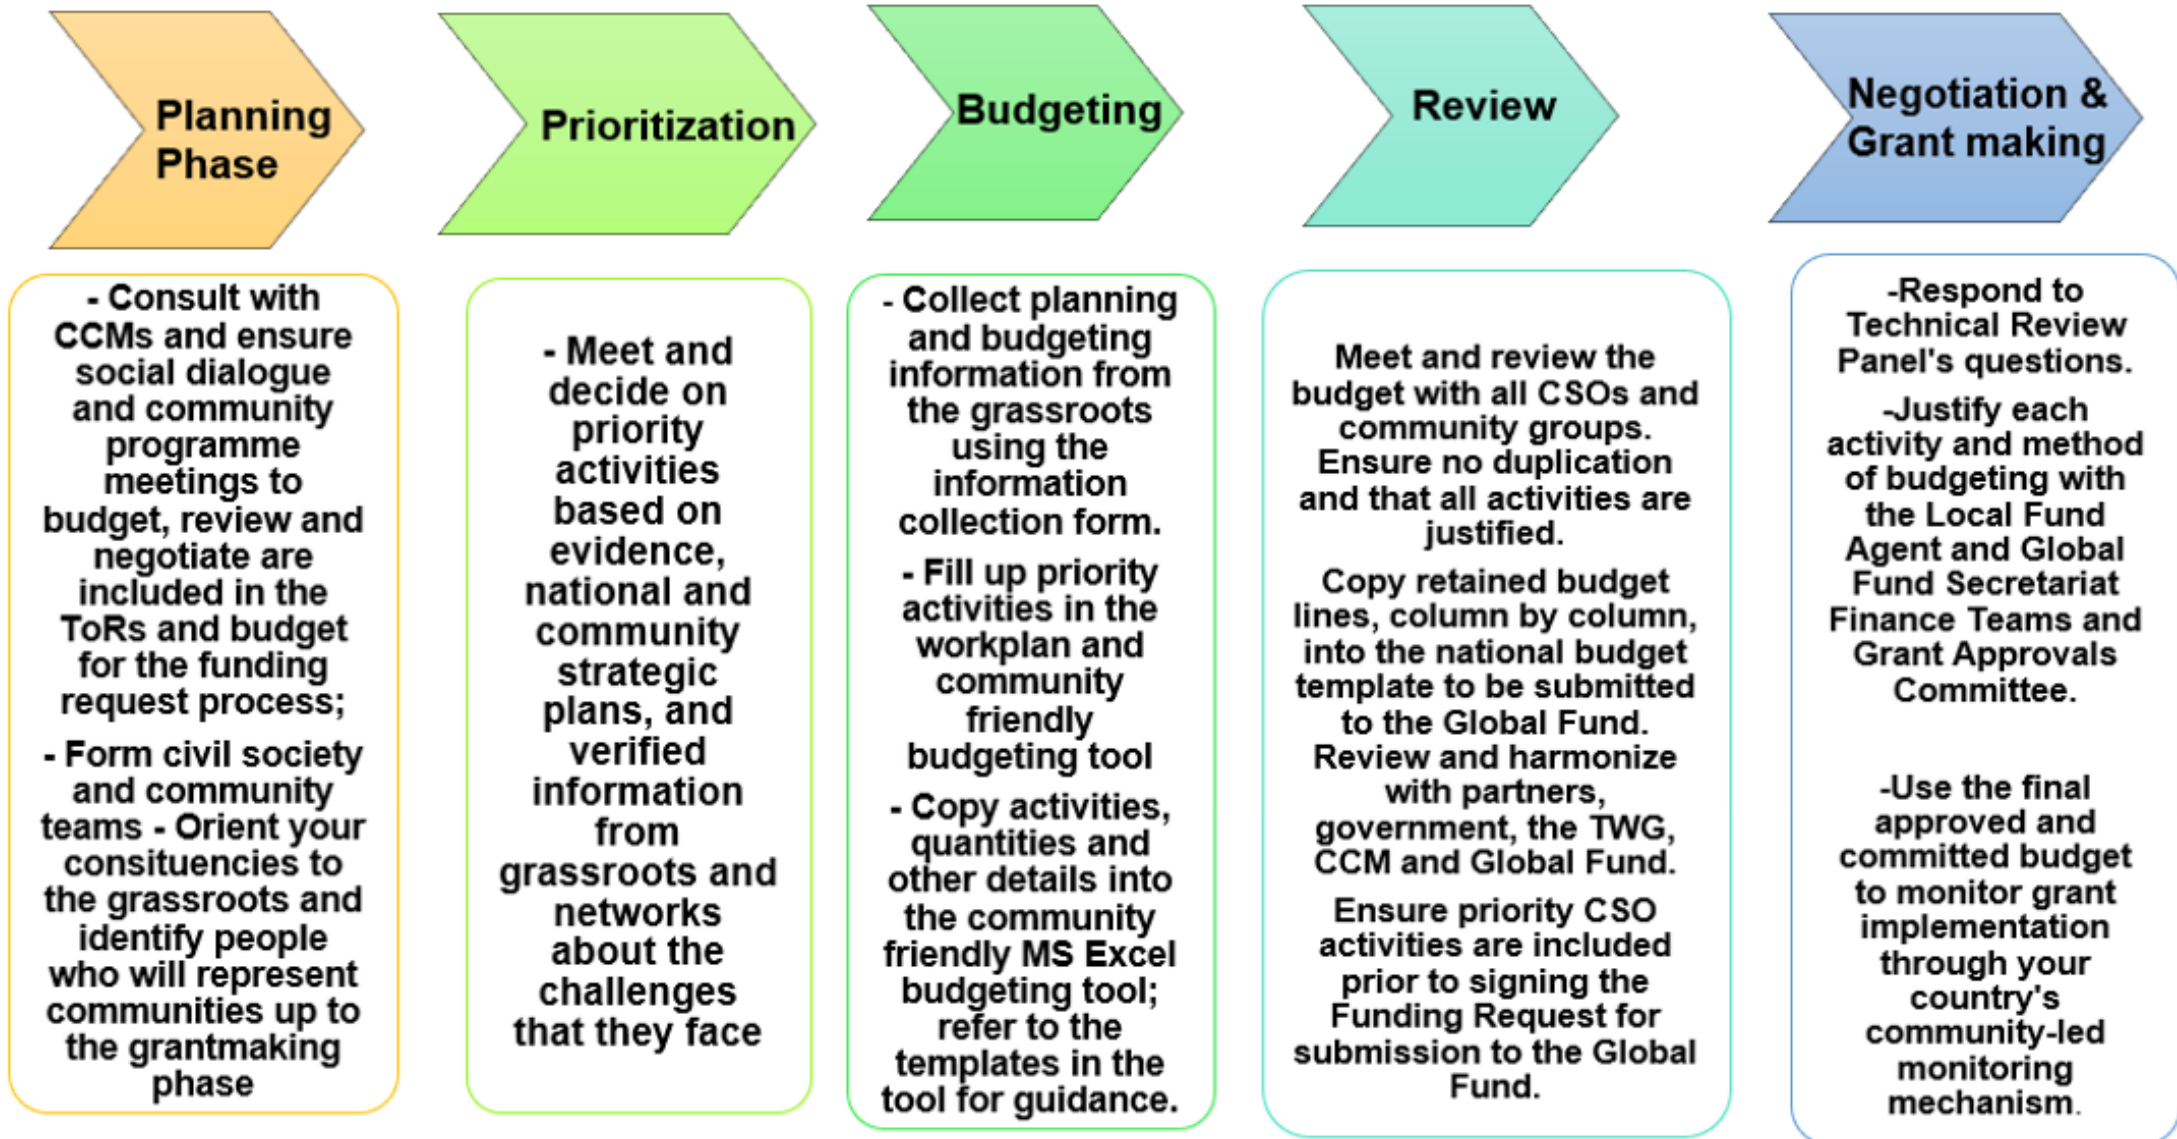 Planning
Phase
Prioritization
Budgeting
Review
Negotiation &
Grant making
- Consult with
CCMs and ensure
social dialogue
and community
programme
meetings to
budget, review and
negotiate are
included in the
ToRs and budget
for the funding
request process;
- Form civil society
and community
teams - Orient your
consituencies to
the grassroots and
identify people
who will represent
communities up to
the grantmaking
phase
- Meet and
decide on
priority
activities
based on
evidence,
national and
community
strategic
plans, and
verified
information
from
grassroots and
networks
about the
challenges
that they face
- Collect planning
and budgeting
information from
the grassroots
using the
information
collection form.
- Fill up priority
activities in the
workplan and
community
friendly
budgeting tool
- Copy activities,
quantities and
other details into
the community
friendly MS Excel
budgeting tool;
refer to the
templates in the
tool for guidance.
Meet and review the
budget with all CSOs and
community groups.
Ensure no duplication
and that all activities are
justified.
Copy retained budget
lines, column by column,
into the national budget
template to be submitted
to the Global Fund.
Review and harmonize
with partners,
government, the TWG,
CCM and Global Fund.
Ensure priority CSO
activities are included
prior to signing the
Funding Request for
submission to the Global
Fund.
-Respond to
Technical Review
Panel's questions.
-Justify each
activity and method
of budgeting with
the Local Fund
Agent and Global
Fund Secretariat
Finance Teams and
Grant Approvals
Committee.
-Use the final
approved and
committed budget
to monitor grant
implementation
through your
country's
community-led
monitoring
mechanism.